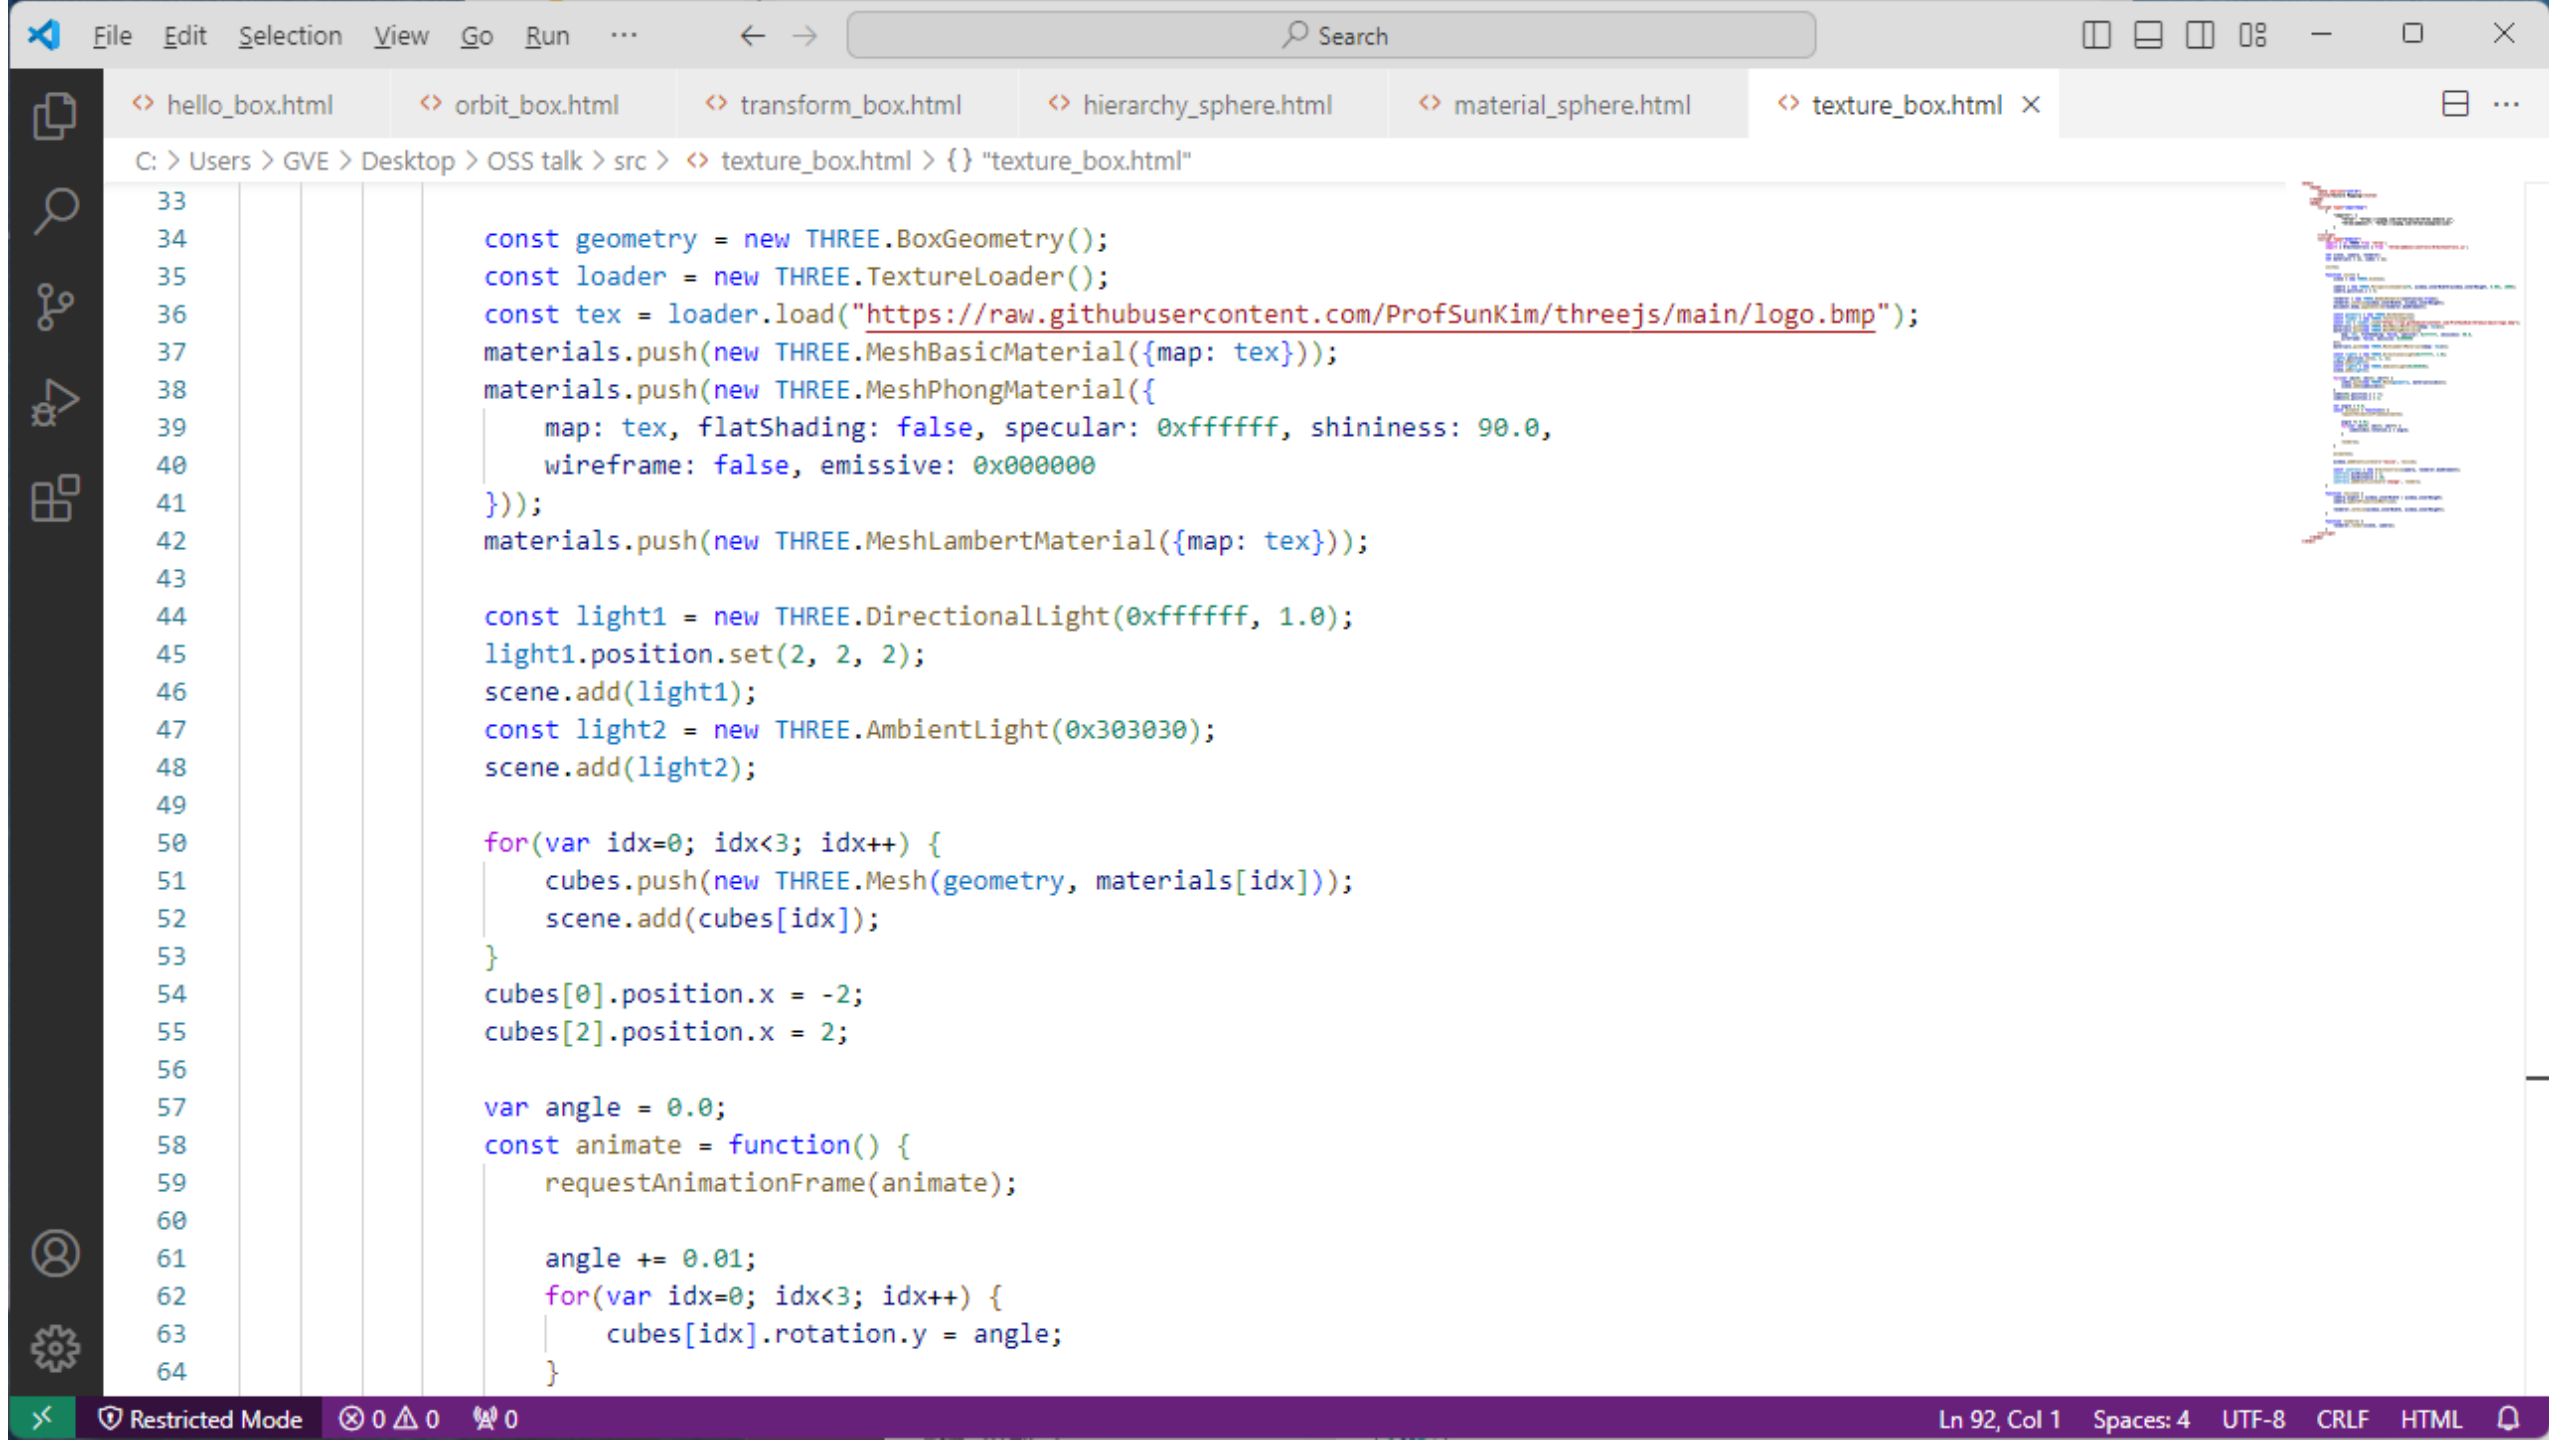 File Edit Selection View Go Run ··· Search
hello_box.html orbit_box.html transform_box.html hierarchy_sphere.html material_sphere.html texture_box.html
C: > Users > GVE > Desktop > OSS talk > src > <> texture_box.html > {} "texture_box.html"
33
34 const geometry = new THREE.BoxGeometry();
35 const loader = new THREE.TextureLoader();
36 const tex = loader.load("https://raw.githubusercontent.com/ProfSunKim/threejs/main/logo.bmp");
37 materials.push(new THREE.MeshBasicMaterial({map: tex}));
38 materials.push(new THREE.MeshPhongMaterial({
39 map: tex, flatShading: false, specular: 0xffffff, shininess: 90.0,
40 wireframe: false, emissive: 0x000000
41 }));
42 materials.push(new THREE.MeshLambertMaterial({map: tex}));
43
44 const light1 = new THREE.DirectionalLight(0xffffff, 1.0);
45 light1.position.set(2, 2, 2);
46 scene.add(light1);
47 const light2 = new THREE.AmbientLight(0x303030);
48 scene.add(light2);
49
50 for(var idx=0; idx<3; idx++) {
51 cubes.push(new THREE.Mesh(geometry, materials[idx]));
52 scene.add(cubes[idx]);
53 }
54 cubes[0].position.x = -2;
55 cubes[2].position.x = 2;
56
57 var angle = 0.0;
58 const animate = function() {
59 requestAnimationFrame(animate);
60
61 angle += 0.01;
62 for(var idx=0; idx<3; idx++) {
63 cubes[idx].rotation.y = angle;
64 }
Restricted Mode 0 0 0 Ln 92, Col 1 Spaces: 4 UTF-8 CRLF HTML